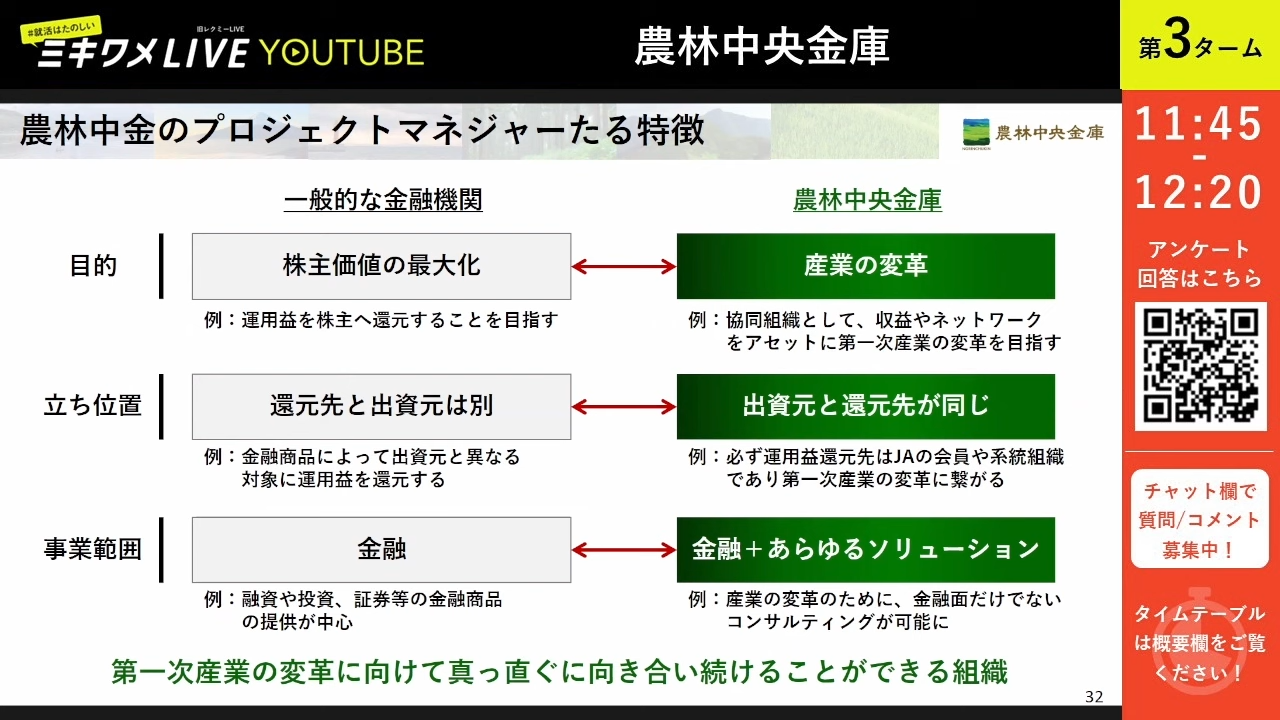 #就活はたのしい
旧レクミーLIVE
ミキワメLIVE YOUTUBE
農林中央金庫
第3ターム
農林中金のプロジェクトマネジャーたる特徴
農林中央金庫
NORINCHUKIN
一般的な金融機関
農林中央金庫
目的
株主価値の最大化
産業の変革
例：運用益を株主へ還元することを目指す
例：協同組織として、収益やネットワーク
をアセットに第一次産業の変革を目指す
立ち位置
還元先と出資元は別
出資元と還元先が同じ
例：金融商品によって出資元と異なる
対象に運用益を還元する
例：必ず運用益還元先はJAの会員や系統組織
であり第一次産業の変革に繋がる
事業範囲
金融
金融＋あらゆるソリューション
例：融資や投資、証券等の金融商品
の提供が中心
例：産業の変革のために、金融面だけでない
コンサルティングが可能に
第一次産業の変革に向けて真っ直ぐに向き合い続けることができる組織
32
11:45
-
12:20
アンケート
回答はこちら
チャット欄で
質問/コメント
募集中！
タイムテーブル
は概要欄をご覧
ください！